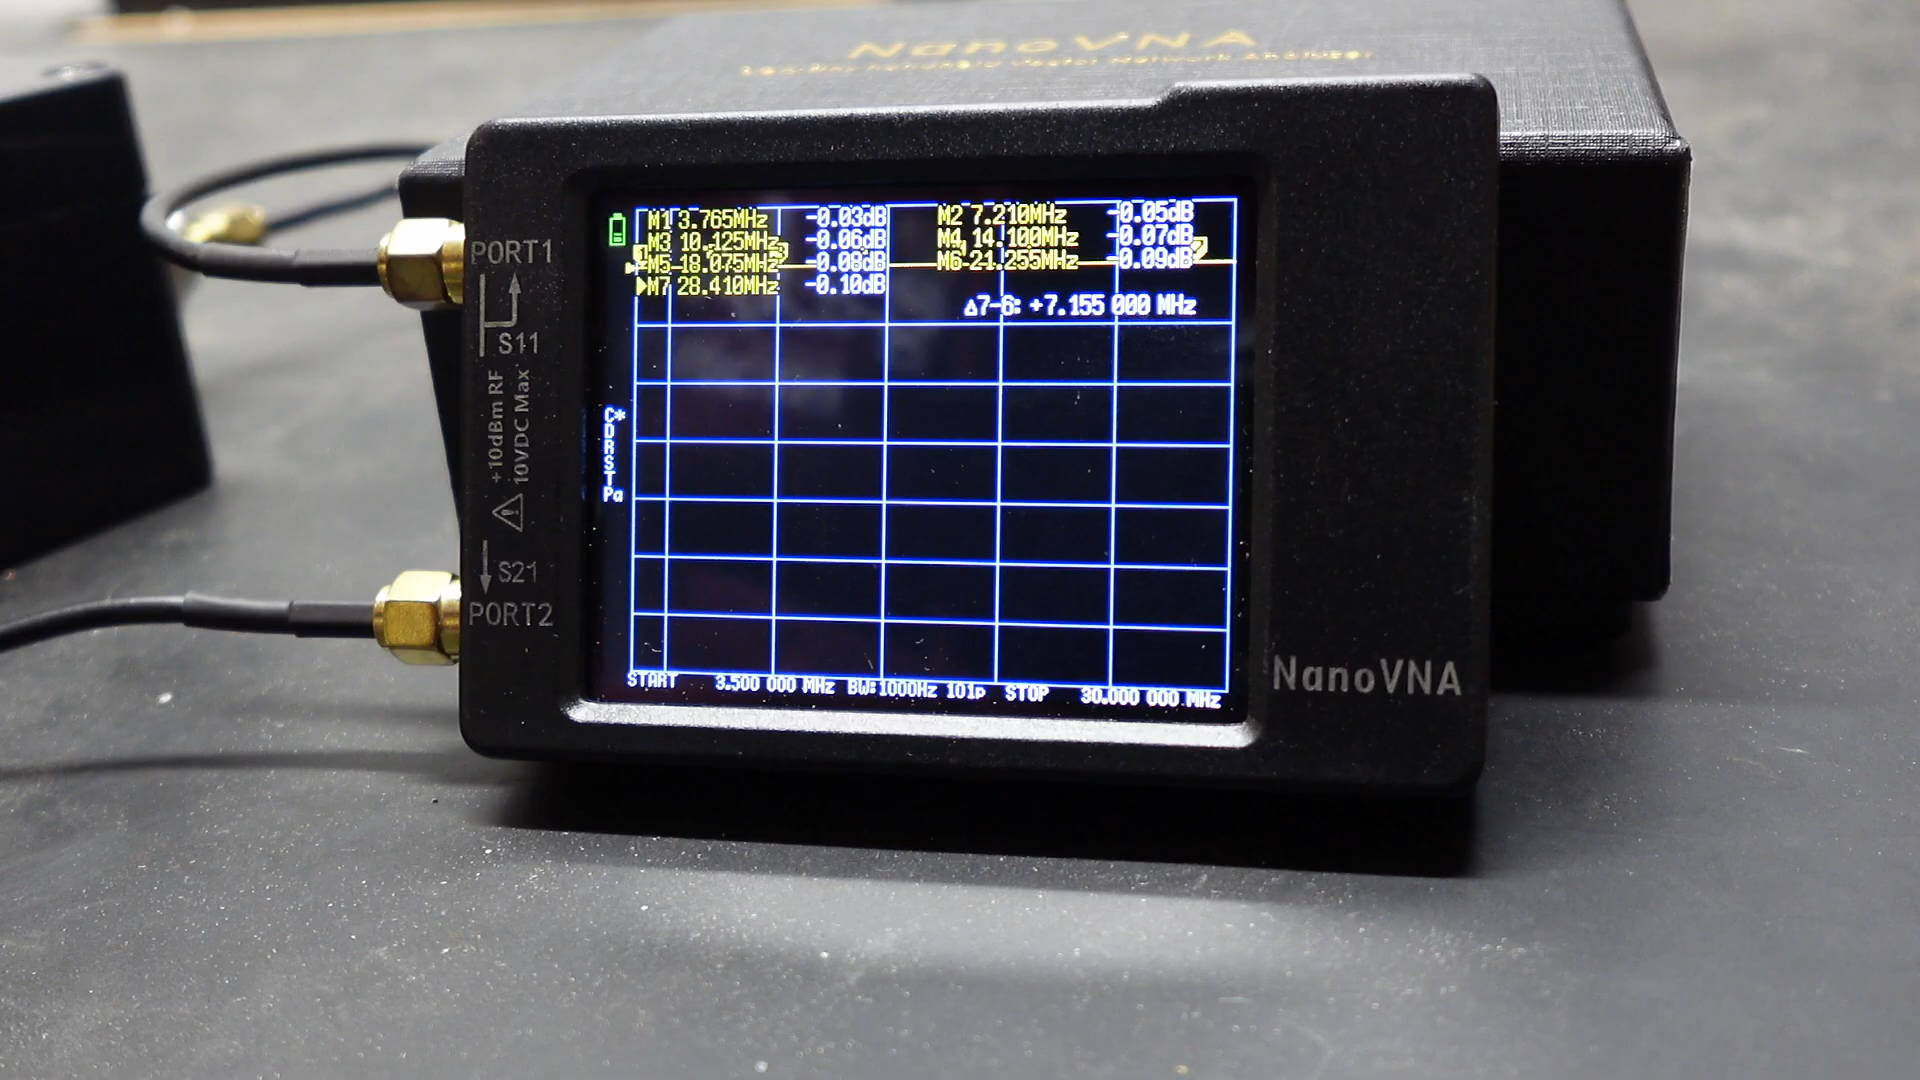 NanoVNA
Vector Network Analyzer
PORT1
S11
+10dBm RF
10VDC Max
S21
PORT2
M1 3.765MHz -0.03dB M2 7.210MHz -0.05dB
M3 10.125MHz -0.06dB M4 14.100MHz -0.07dB
M5 18.075MHz -0.08dB M6 21.255MHz -0.09dB
M7 28.410MHz -0.10dB
Δ7-6: +7.155 000 MHz
C*
D
R
S
T
Pa
START 3.500 000 MHz BW:1000Hz 101p STOP 30.000 000 MHz
NanoVNA